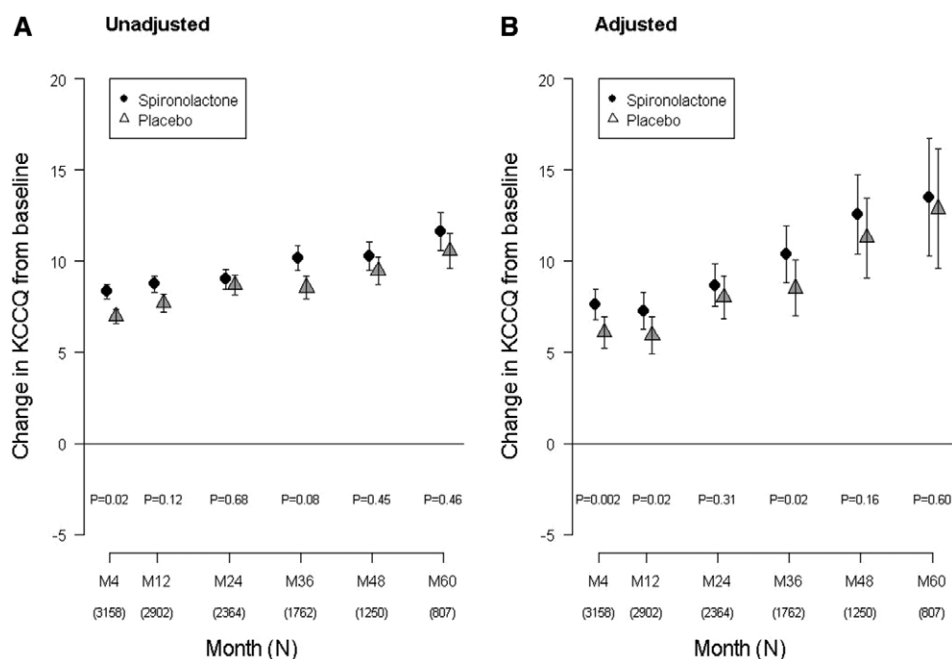 A Unadjusted
Spironolactone
Placebo
Change in KCCQ from baseline
20
15
10
5
0
-5
P=0.02 P=0.12 P=0.68 P=0.08 P=0.45 P=0.46
M4 M12 M24 M36 M48 M60
(3158) (2902) (2364) (1762) (1250) (807)
Month (N)
B Adjusted
Spironolactone
Placebo
Change in KCCQ from baseline
20
15
10
5
0
-5
P=0.002 P=0.02 P=0.31 P=0.02 P=0.16 P=0.60
M4 M12 M24 M36 M48 M60
(3158) (2902) (2364) (1762) (1250) (807)
Month (N)